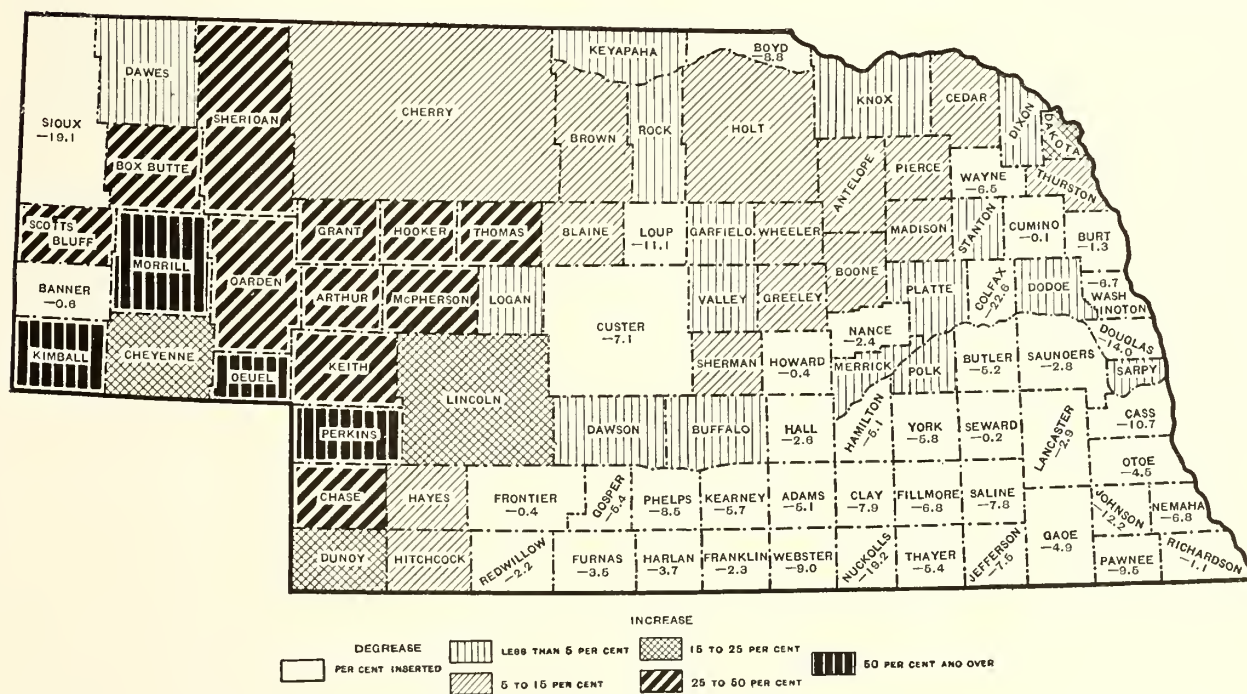 KEYAPAHA
BOYD
—8.8
DAWES
SHERIDAN
CHERRY
KNOX
CEDAR
DIXON
DAKOTA
SIOUX
—19.1
BROWN
ROCK
HOLT
BOX BUTTE
ANTELOPE
PIERCE
WAYNE
—6.5
THURSTON
SCOTTS
BLUFF
GRANT
HOOKER
THOMAS
BLAINE
LOUP
—11.1
GARFIELD
WHEELER
MADISON
STANTON
CUMINO
—0.1
BURT
—1.3
MORRILL
BANNER
—0.6
GARDEN
ARTHUR
McPHERSON
LOGAN
CUSTER
—7.1
VALLEY
GREELEY
BOONE
PLATTE
COLFAX
—22.6
DODGE
—6.7
WASH
INGTON
NANCE
—2.4
KIMBALL
CHEYENNE
DEUEL
KEITH
LINCOLN
SHERMAN
HOWARD
—0.4
MERRICK
POLK
BUTLER
—5.2
SAUNDERS
—2.8
DOUGLAS
—14.0
SARPY
PERKINS
DAWSON
BUFFALO
HALL
—2.6
HAMILTON
—5.1
YORK
—5.8
SEWARD
—0.2
LANCASTER
—2.9
CASS
—10.7
OTOE
—4.5
CHASE
HAYES
FRONTIER
—0.4
GOSPER
—5.4
PHELPS
—8.5
KEARNEY
—5.7
ADAMS
—5.1
CLAY
—7.9
FILLMORE
—6.8
SALINE
—7.8
GAGE
—4.9
JOHNSON
—12.2
NEMAHA
—6.8
DUNDY
HITCHCOCK
REDWILLOW
—2.2
FURNAS
—3.5
HARLAN
—3.7
FRANKLIN
—2.3
WEBSTER
—9.0
NUCKOLLS
—19.2
THAYER
—5.4
JEFFERSON
—7.5
PAWNEE
—9.5
RICHARDSON
—1.1
INCREASE
DEGREASE
PER CENT INSERTED
LESS THAN 5 PER CENT
15 TO 25 PER CENT
50 PER CENT AND OVER
5 TO 15 PER CENT
25 TO 50 PER CENT